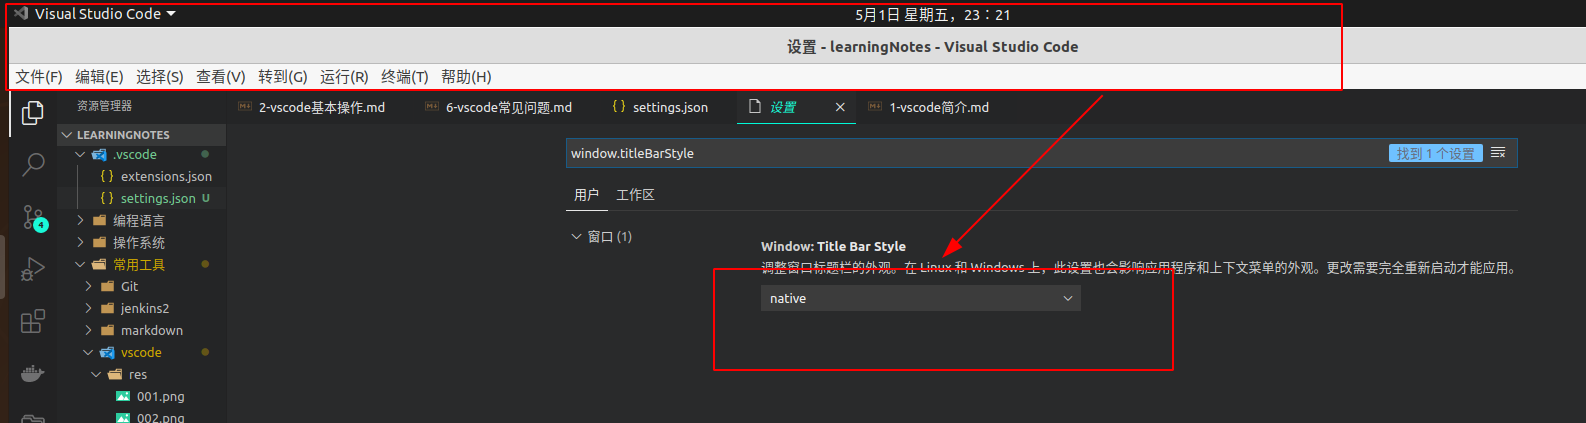 Visual Studio Code
5月1日 星期五，23：21
设置 - learningNotes - Visual Studio Code
文件(F) 编辑(E) 选择(S) 查看(V) 转到(G) 运行(R) 终端(T) 帮助(H)
资源管理器
2-vscode基本操作.md
6-vscode常见问题.md
{ } settings.json
设置
1-vscode简介.md
LEARNINGNOTES
.vscode
{ } extensions.json
{ } settings.json U
编程语言
操作系统
常用工具
Git
jenkins2
markdown
vscode
res
001.png
002.png
4
window.titleBarStyle
找到 1 个设置
用户 工作区
窗口 (1)
Window: Title Bar Style
调整窗口标题栏的外观。在 Linux 和 Windows 上，此设置也会影响应用程序和上下文菜单的外观。更改需要完全重新启动才能应用。
native